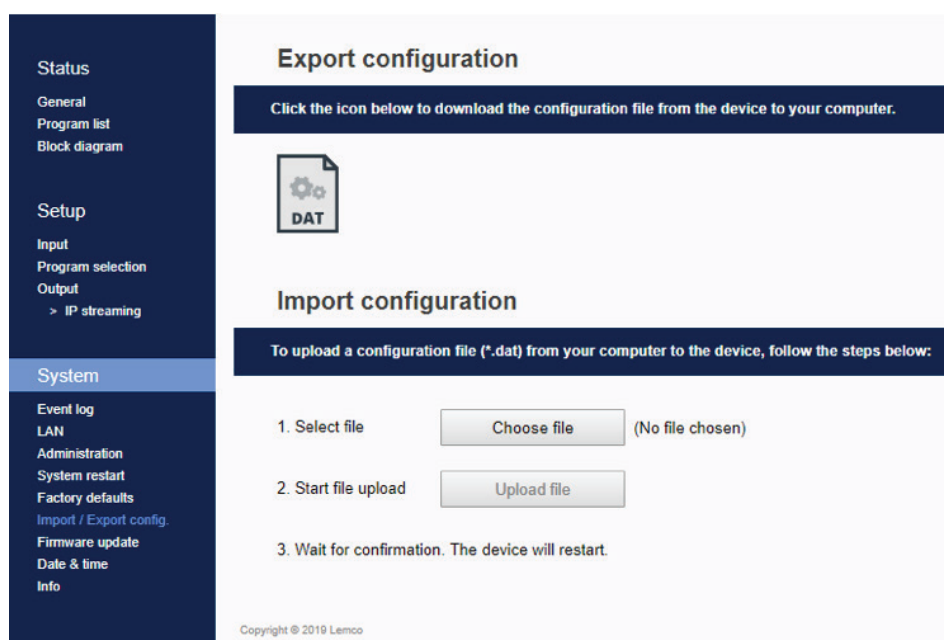 Status
General
Program list
Block diagram
Setup
Input
Program selection
Output
> IP streaming
System
Event log
LAN
Administration
System restart
Factory defaults
Import / Export config.
Firmware update
Date & time
Info
Export configuration
Click the icon below to download the configuration file from the device to your computer.
DAT
Import configuration
To upload a configuration file (*.dat) from your computer to the device, follow the steps below:
1. Select file Choose file (No file chosen)
2. Start file upload Upload file
3. Wait for confirmation. The device will restart.
Copyright © 2019 Lemco